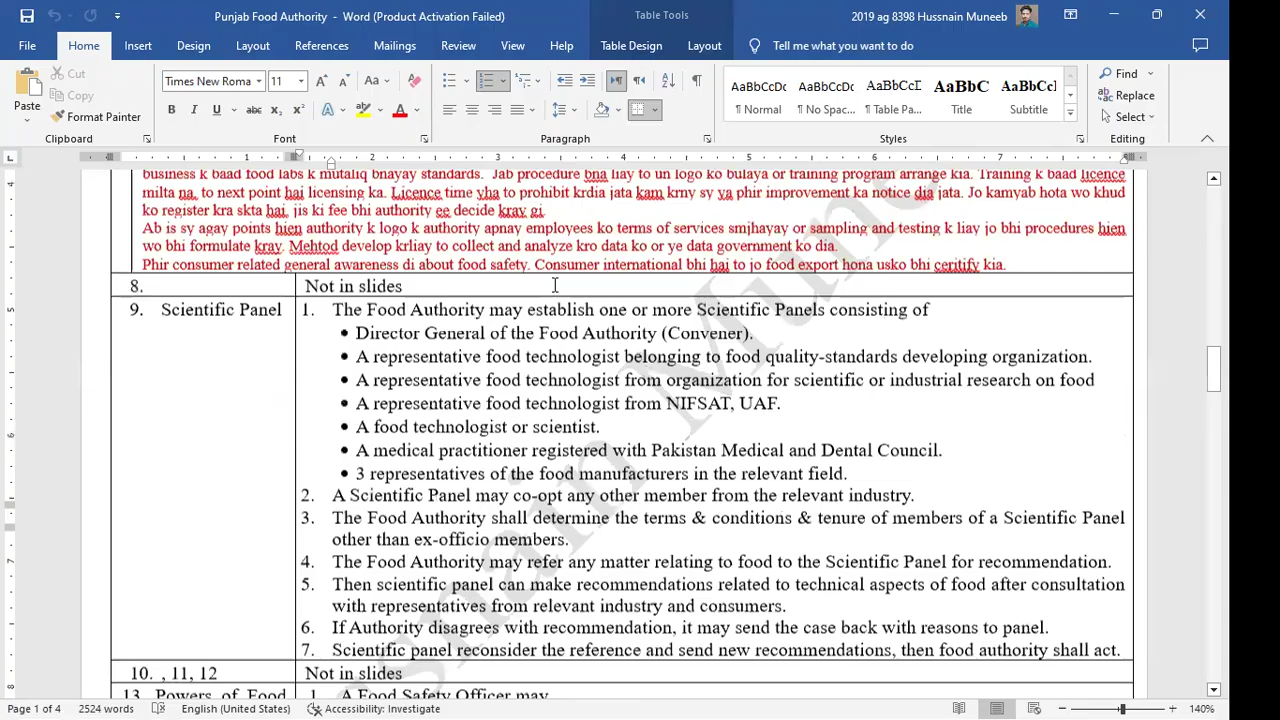 Punjab Food Authority - Word (Product Activation Failed)
Table Tools
2019 ag 8398 Hussnain Muneeb
File Home Insert Design Layout References Mailings Review View Help Table Design Layout Tell me what you want to do
Paste
Cut
Copy
Format Painter
Clipboard
Times New Roma 11
Font
Paragraph
AaBbCcDc AaBbCcDc AaBbCcD AaBbC AaBbCcl
¶ Normal ¶ No Spac... ¶ Table Pa... Title Subtitle
Styles
Find
Replace
Select
Editing
1 2 3 4 5 6 7
business k baad food labs k mutaliq bnayay standards. Jab procedure bna liay to un logo ko bulaya or training program arrange kia. Training k baad licence
milta na, to next point hai licensing ka. Licence time yha to prohibit krdia jata kam krny sy ya phir improvement ka notice dia jata. Jo kamyab hota wo khud
ko register kra skta hai, jis ki fee bhi authority ee decide kray gi.
Ab is sy agay points hien authority k logo k authority apnay employees ko terms of services smjhayay or sampling and testing k liay jo bhi procedures hien
wo bhi formulate kray. Mehtod develop krliay to collect and analyze kro data ko or ye data government ko dia.
Phir consumer related general awareness di about food safety. Consumer international bhi hai to jo food export hona usko bhi ceritify kia.
8. Not in slides
9. Scientific Panel
1. The Food Authority may establish one or more Scientific Panels consisting of
• Director General of the Food Authority (Convener).
• A representative food technologist belonging to food quality-standards developing organization.
• A representative food technologist from organization for scientific or industrial research on food
• A representative food technologist from NIFSAT, UAF.
• A food technologist or scientist.
• A medical practitioner registered with Pakistan Medical and Dental Council.
• 3 representatives of the food manufacturers in the relevant field.
2. A Scientific Panel may co-opt any other member from the relevant industry.
3. The Food Authority shall determine the terms & conditions & tenure of members of a Scientific Panel
other than ex-officio members.
4. The Food Authority may refer any matter relating to food to the Scientific Panel for recommendation.
5. Then scientific panel can make recommendations related to technical aspects of food after consultation
with representatives from relevant industry and consumers.
6. If Authority disagrees with recommendation, it may send the case back with reasons to panel.
7. Scientific panel reconsider the reference and send new recommendations, then food authority shall act.
10. , 11, 12 Not in slides
13. Powers of Food
1. A Food Safety Officer may
Page 1 of 4 2524 words English (United States) Accessibility: Investigate 140%